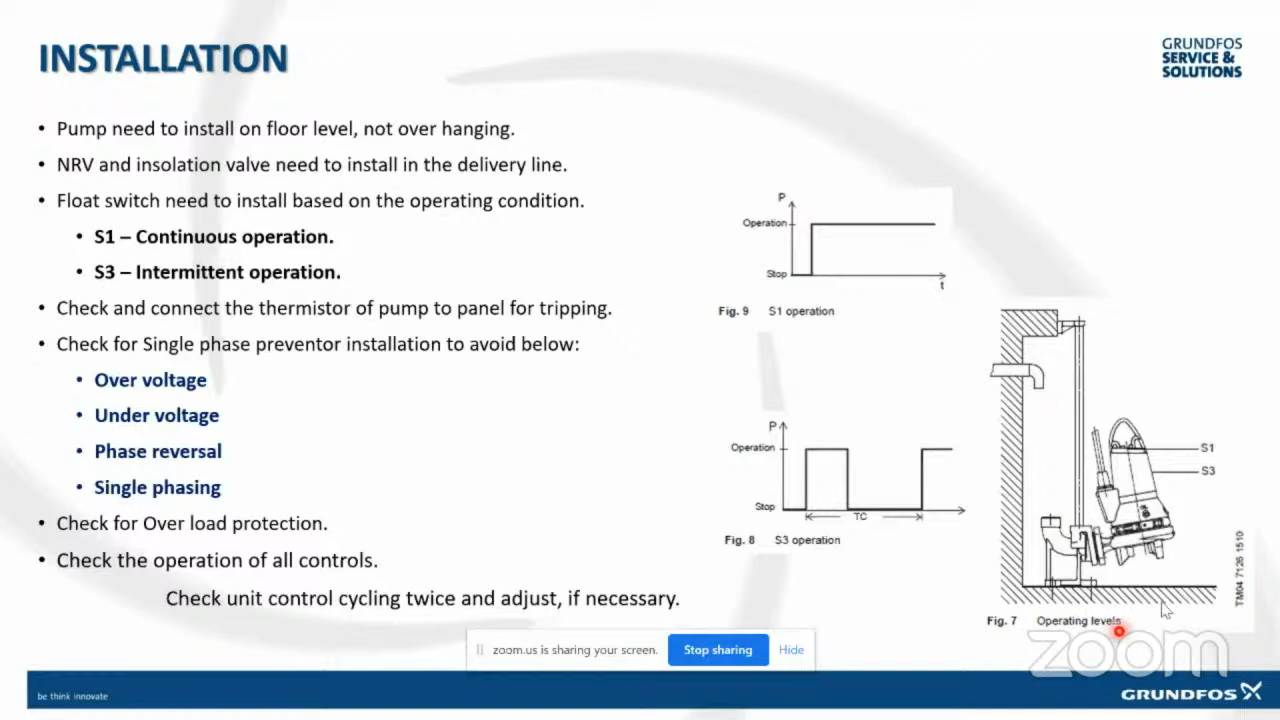 INSTALLATION
GRUNDFOS
SERVICE &
SOLUTIONS
• Pump need to install on floor level, not over hanging.
• NRV and insolation valve need to install in the delivery line.
• Float switch need to install based on the operating condition.
• S1 – Continuous operation.
• S3 – Intermittent operation.
• Check and connect the thermistor of pump to panel for tripping.
• Check for Single phase preventor installation to avoid below:
• Over voltage
• Under voltage
• Phase reversal
• Single phasing
• Check for Over load protection.
• Check the operation of all controls.
Check unit control cycling twice and adjust, if necessary.
P
Operation
Stop
t
Fig. 9 S1 operation
P
Operation
Stop
TC
Fig. 8 S3 operation
S1
S3
TM04 7126 1510
Fig. 7 Operating levels
zoom
zoom.us is sharing your screen. Stop sharing Hide
be think innovate
GRUNDFOS